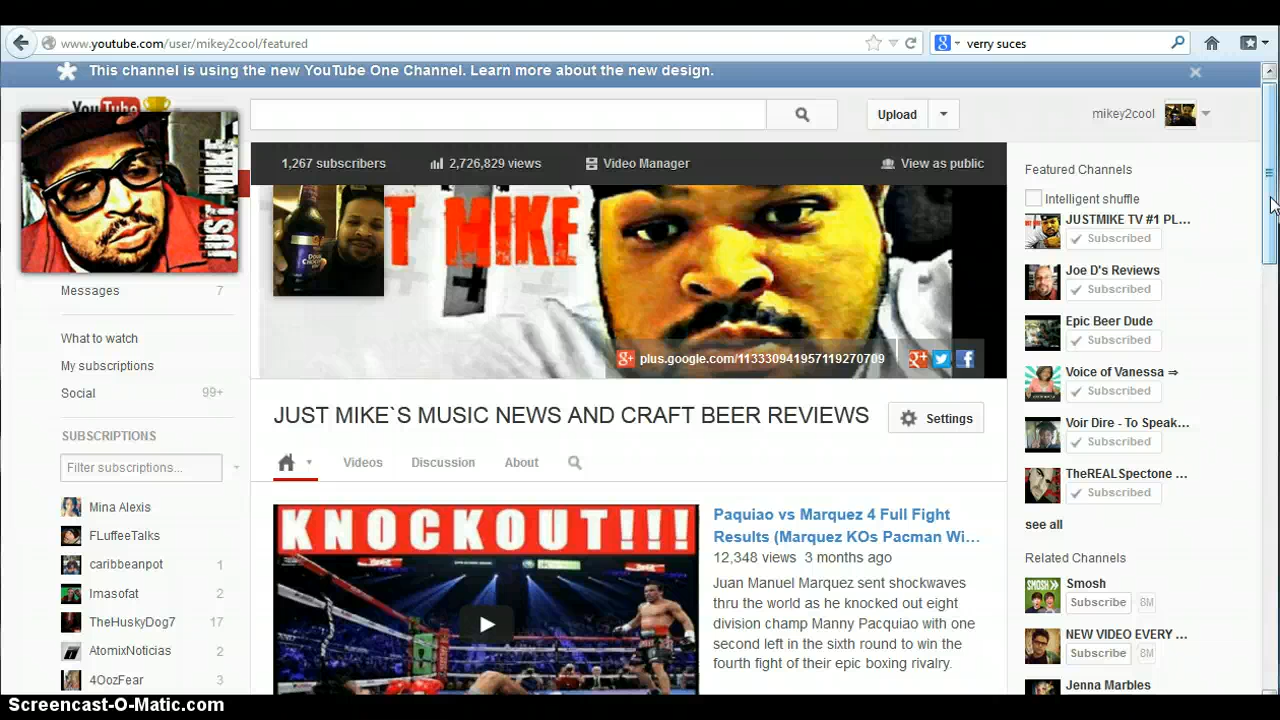 www.youtube.com/user/mikey2cool/featured
verry suces
This channel is using the new YouTube One Channel. Learn more about the new design.
YouTube
Upload
mikey2cool
JUST MIKE
1,267 subscribers
2,726,829 views
Video Manager
View as public
T MIKE
plus.google.com/113330941957119270709
Messages 7
What to watch
My subscriptions
Social 99+
SUBSCRIPTIONS
Filter subscriptions...
Mina Alexis
FLuffeeTalks
caribbeanpot 1
Imasofat 2
TheHuskyDog7 17
AtomixNoticias 2
4OozFear 3
JUST MIKE`S MUSIC NEWS AND CRAFT BEER REVIEWS
Settings
Videos
Discussion
About
KNOCKOUT!!!
Paquiao vs Marquez 4 Full Fight
Results (Marquez KOs Pacman Wi...
12,348 views 3 months ago
Juan Manuel Marquez sent shockwaves
thru the world as he knocked out eight
division champ Manny Pacquiao with one
second left in the sixth round to win the
fourth fight of their epic boxing rivalry.
Featured Channels
Intelligent shuffle
JUSTMIKE TV #1 PL...
Subscribed
Joe D's Reviews
Subscribed
Epic Beer Dude
Subscribed
Voice of Vanessa ⇒
Subscribed
Voir Dire - To Speak...
Subscribed
TheREALSpectone ...
Subscribed
see all
Related Channels
SMOSH
Smosh
Subscribe 8M
NEW VIDEO EVERY ...
Subscribe 8M
Jenna Marbles
Screencast-O-Matic.com